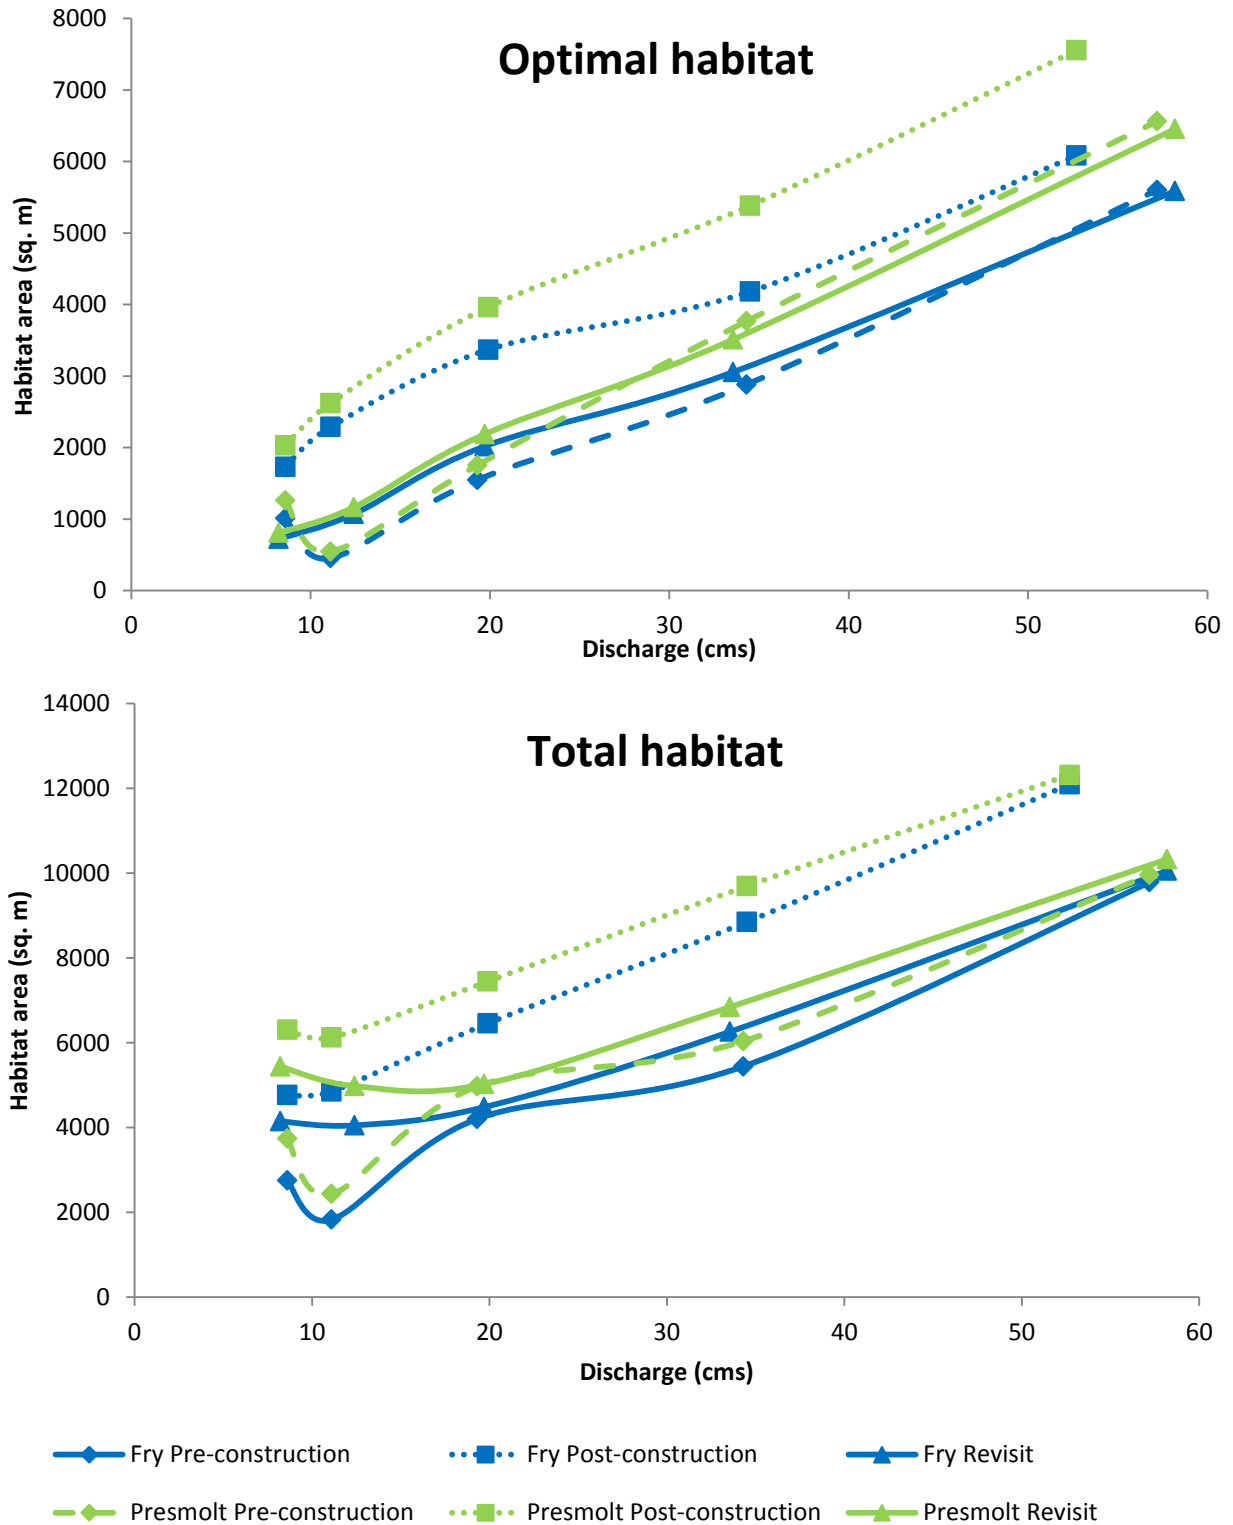 Optimal habitat
8000
7000
6000
5000
4000
3000
2000
1000
0
Habitat area (sq. m)
0 10 20 30 40 50 60
Discharge (cms)
Total habitat
14000
12000
10000
8000
6000
4000
2000
0
Habitat area (sq. m)
0 10 20 30 40 50 60
Discharge (cms)
Fry Pre-construction Fry Post-construction Fry Revisit
Presmolt Pre-construction Presmolt Post-construction Presmolt Revisit